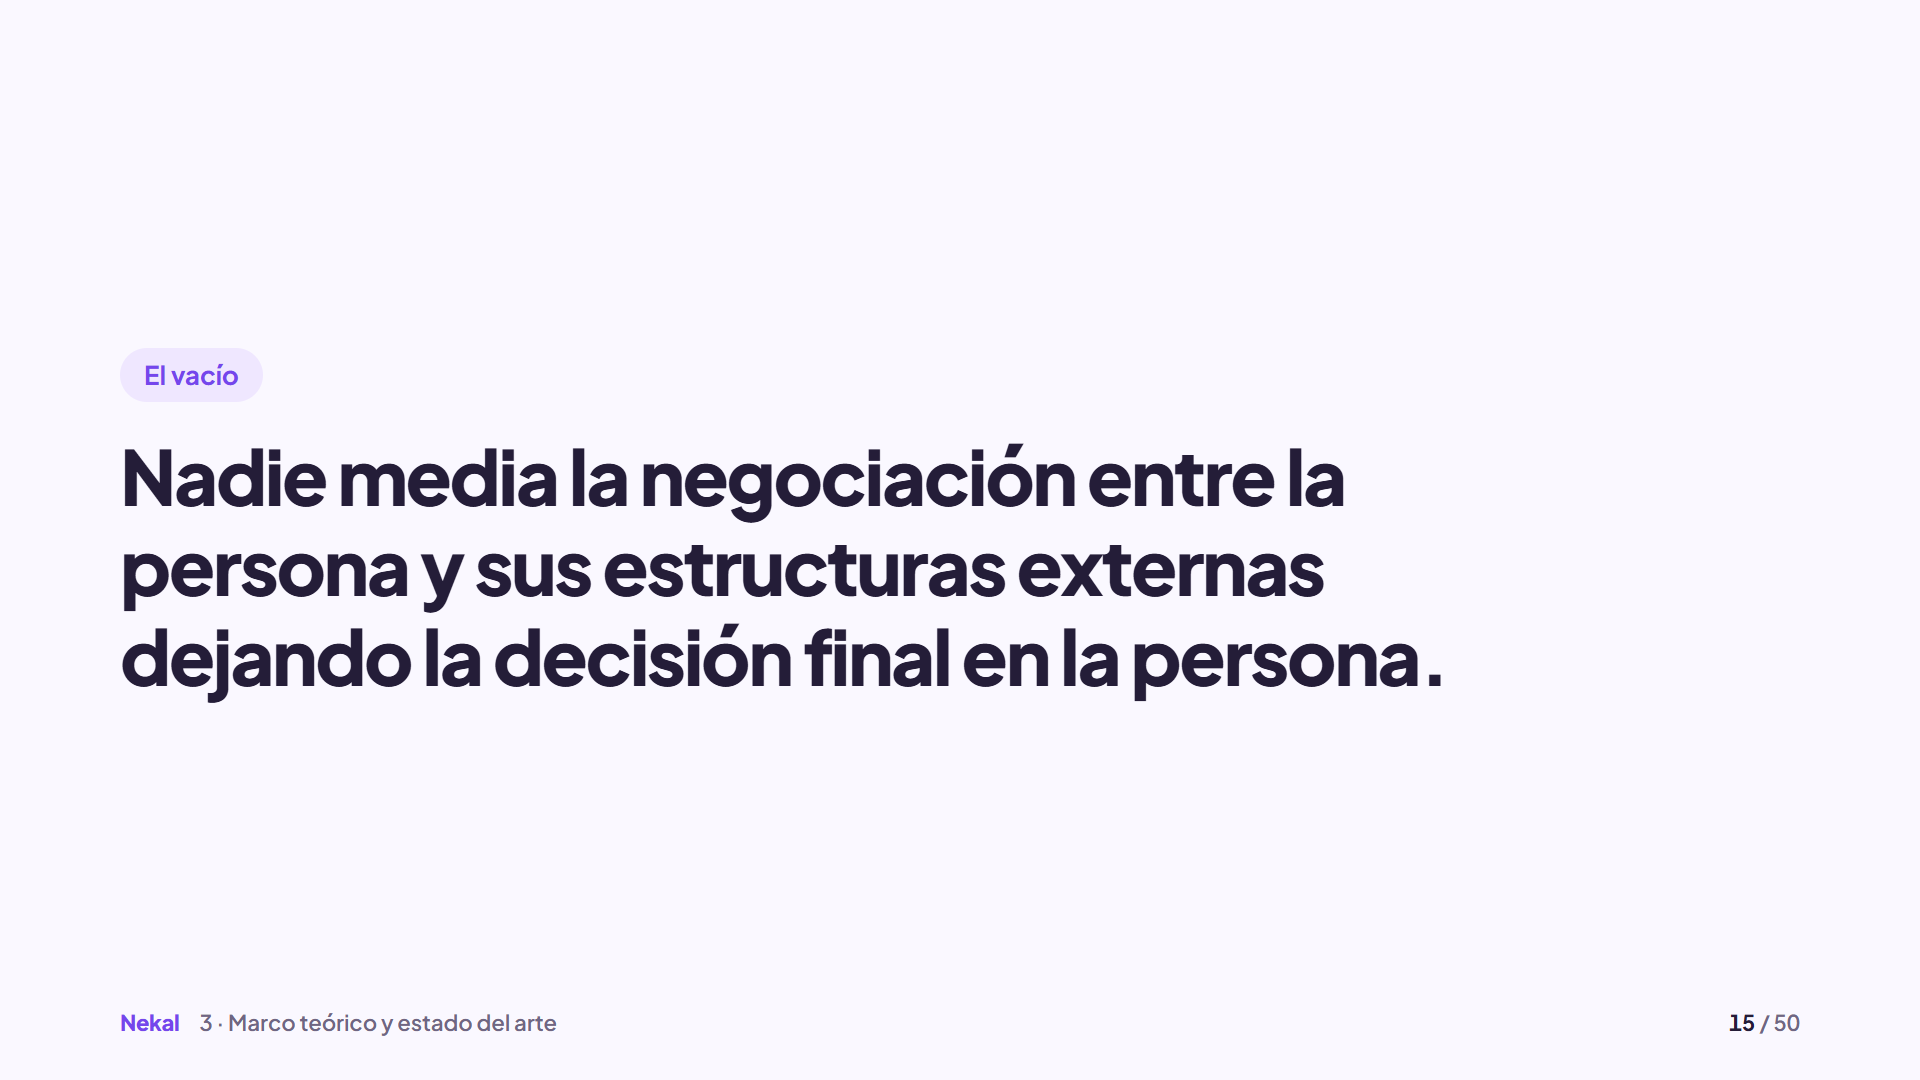 El vacío
Nadie media la negociación entre la
persona y sus estructuras externas
dejando la decisión final en la persona.
Nekal 3 · Marco teórico y estado del arte
15 / 50